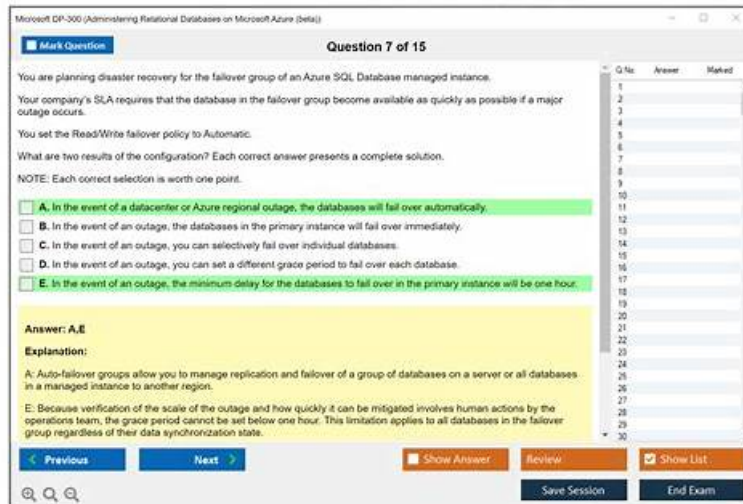 Microsoft DP-300 (Administering Relational Databases on Microsoft Azure (beta))
Mark Question
Question 7 of 15
You are planning disaster recovery for the failover group of an Azure SQL Database managed instance.
Your company's SLA requires that the database in the failover group become available as quickly as possible if a major
outage occurs.
You set the Read/Write failover policy to Automatic.
What are two results of the configuration? Each correct answer presents a complete solution.
NOTE: Each correct selection is worth one point.
A. In the event of a datacenter or Azure regional outage, the databases will fail over automatically.
B. In the event of an outage, the databases in the primary instance will fail over immediately.
C. In the event of an outage, you can selectively fail over individual databases.
D. In the event of an outage, you can set a different grace period to fail over each database.
E. In the event of an outage, the minimum delay for the databases to fail over in the primary instance will be one hour.
Answer: A,E
Explanation:
A: Auto-failover groups allow you to manage replication and failover of a group of databases on a server or all databases
in a managed instance to another region.
E: Because verification of the scale of the outage and how quickly it can be mitigated involves human actions by the
operations team, the grace period cannot be set below one hour. This limitation applies to all databases in the failover
group regardless of their data synchronization state.
Q.No Answer Marked
1
2
3
4
5
6
7
8
9
10
11
12
13
14
15
16
17
18
19
20
21
22
23
24
25
26
27
28
29
30
Previous
Next
Show Answer
Review
Show List
Save Session
End Exam